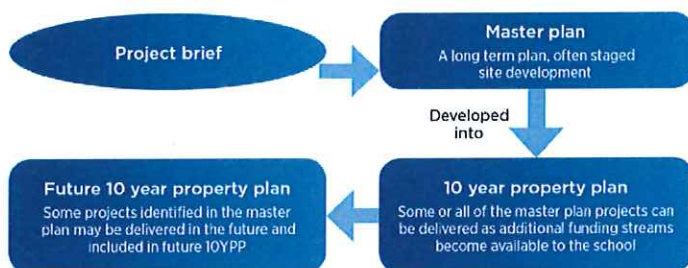 Project brief
Master plan
A long term plan, often staged
site development
Developed
into
10 year property plan
Some or all of the master plan projects can
be delivered as additional funding streams
become available to the school
Future 10 year property plan
Some projects identified in the master
plan may be delivered in the future and
included in future 10YPP